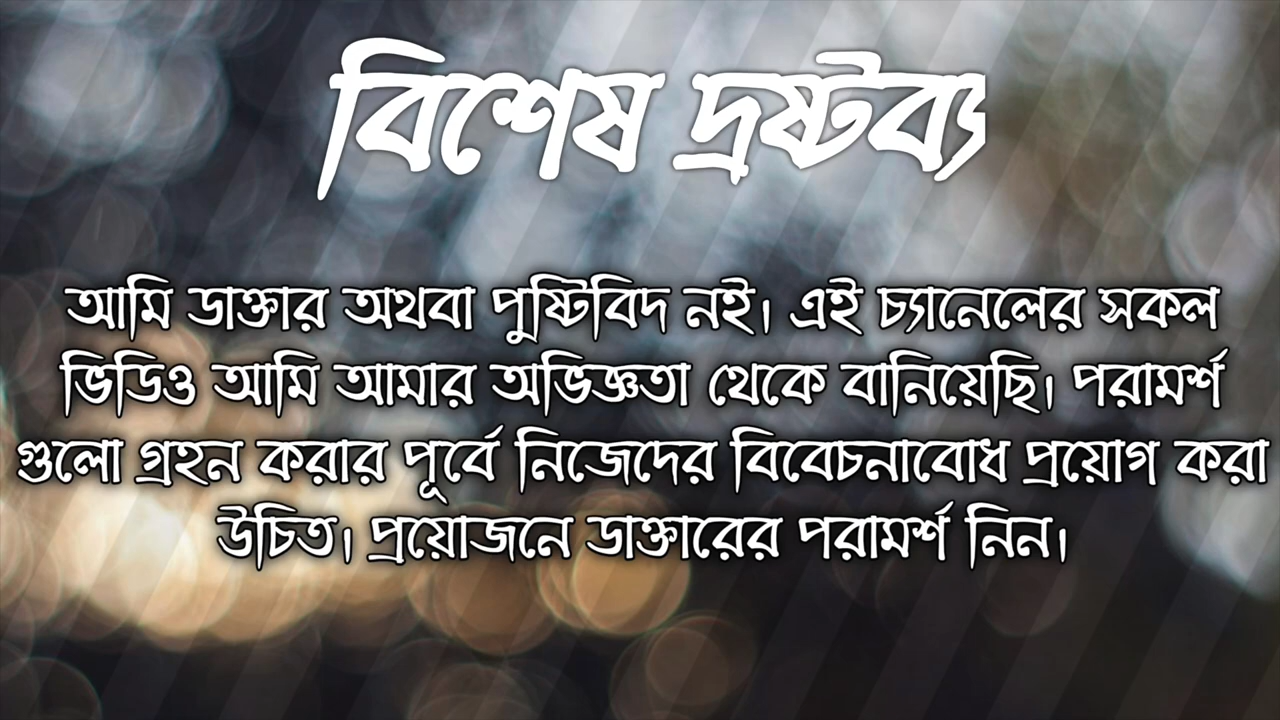 বিশেষ দ্রষ্টব্য
আমি ডাক্তার অথবা পুষ্টিবিদ নই। এই চ্যানেলের সকল
ভিডিও আমি আমার অভিজ্ঞতা থেকে বানিয়েছি। পরামর্শ
গুলো গ্রহন করার পূর্বে নিজেদের বিবেচনাবোধ প্রয়োগ করা
উচিত। প্রয়োজনে ডাক্তারের পরামর্শ নিন।